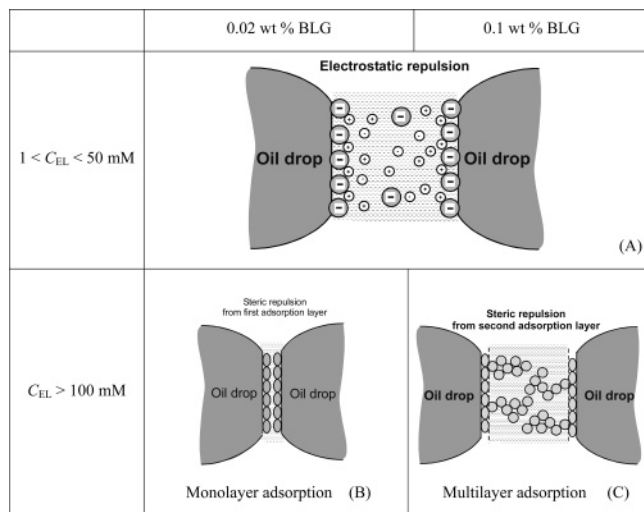 0.02 wt % BLG
0.1 wt % BLG
1 < C_EL < 50 mM
Electrostatic repulsion
Oil drop
Oil drop
(A)
C_EL > 100 mM
Steric repulsion
from first adsorption layer
Oil drop
Oil drop
Monolayer adsorption (B)
Steric repulsion
from second adsorption layer
Oil drop
Oil drop
Multilayer adsorption (C)